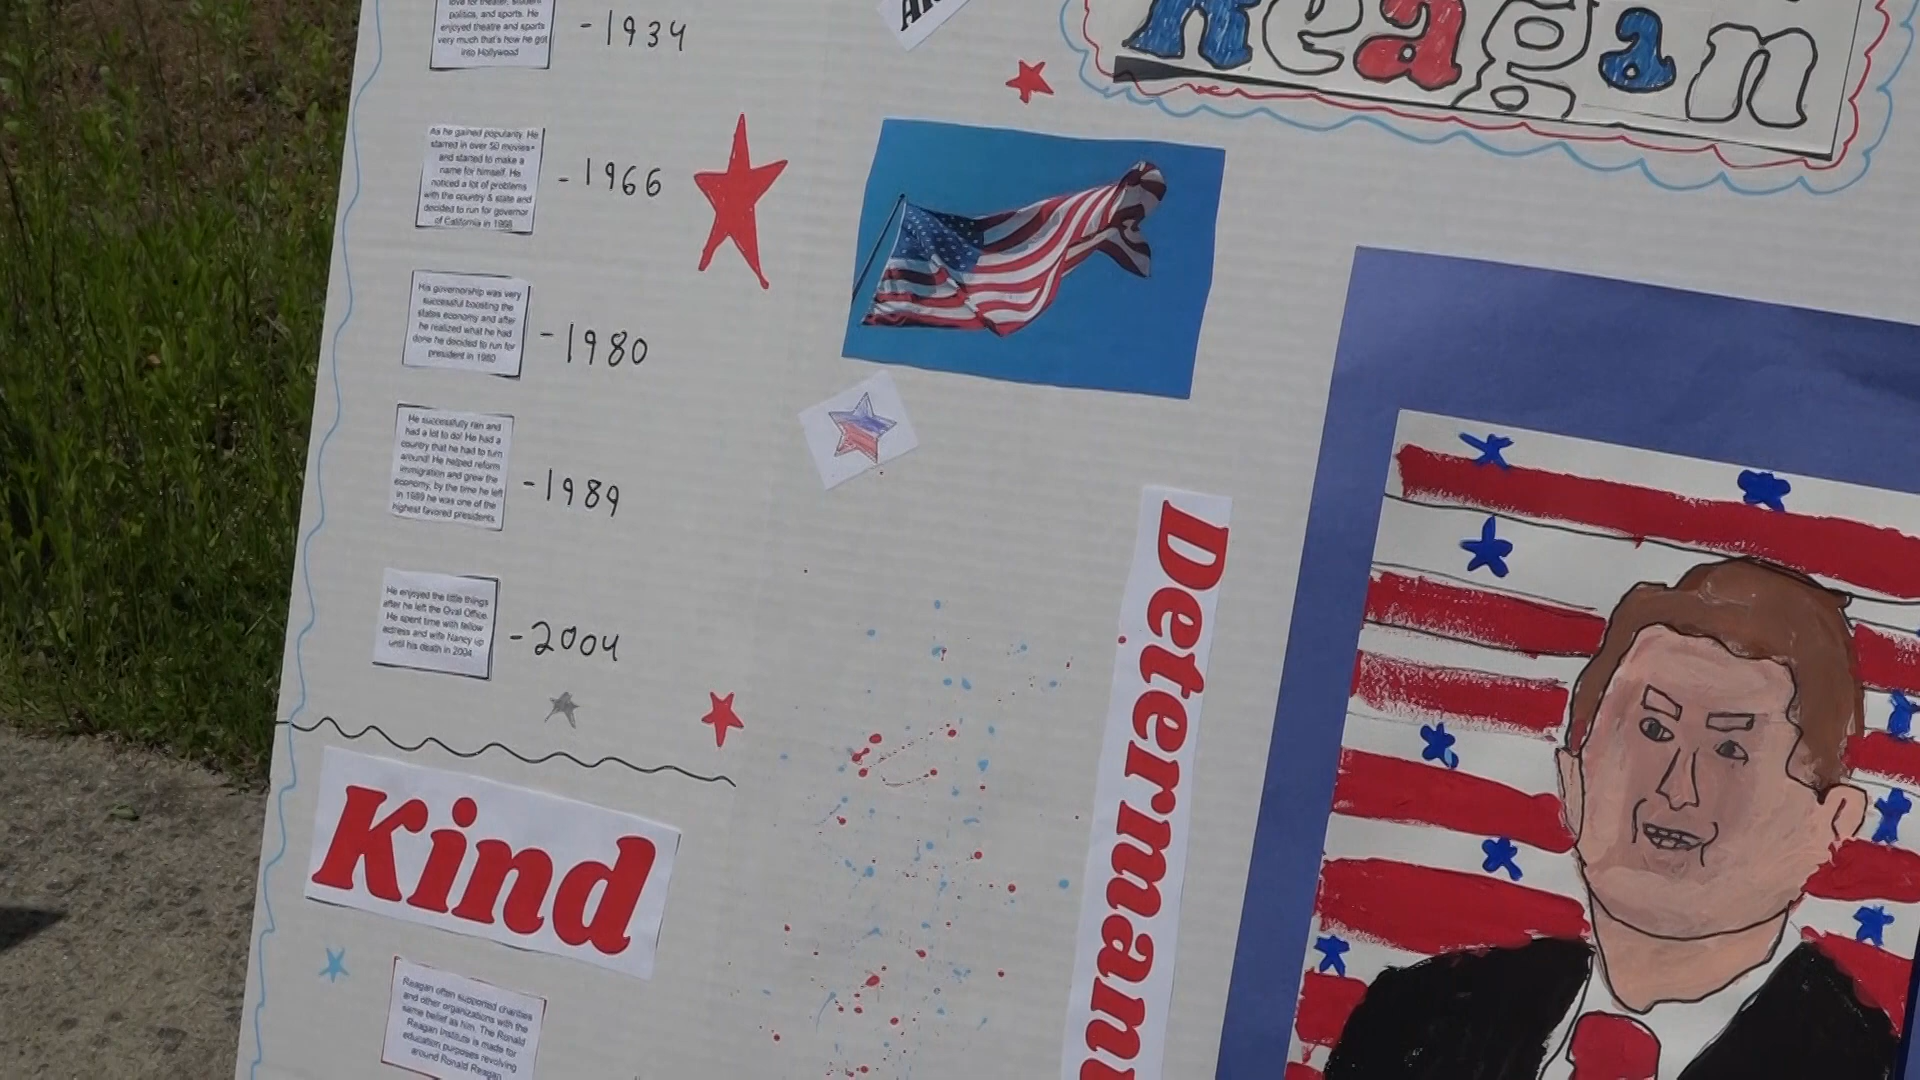 love for theater, student
politics, and sports. He
enjoyed theatre and sports
very much that's how he got
into Hollywood
-1934
As he gained popularity. He
starred in over 50 movies
and started to make a
name for himself. He
noticed a lot of problems
with the country & state and
decided to run for governor
of California in 1966
-1966
His governorship was very
successful boosting the
states economy and after
he realized what he had
done he decided to run for
president in 1980
-1980
He successfully ran and
had a lot to do! He had a
country that he had to turn
around! He helped reform
immigration and grew the
economy, by the time he left
in 1989 he was one of the
highest favored presidents
-1989
He enjoyed the little things
after he left the Oval Office.
He spent time with fellow
actress and wife Nancy up
until his death in 2004
-2004
Kind
Reagan often supported charities
and other organizations with the
same belief as him. The Ronald
Reagan Institute is made for
education purposes revolving
around Ronald Reagan
Reagan
Determann